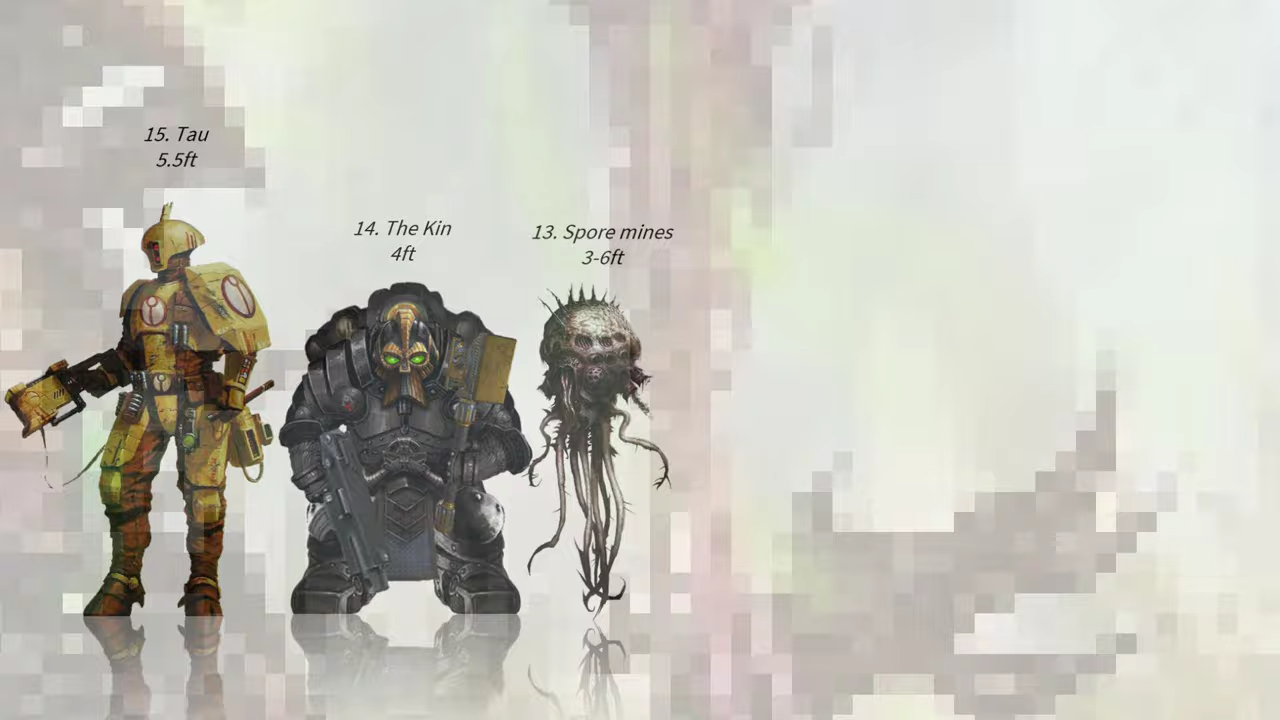 15. Tau
5.5ft
14. The Kin
4ft
13. Spore mines
3-6ft